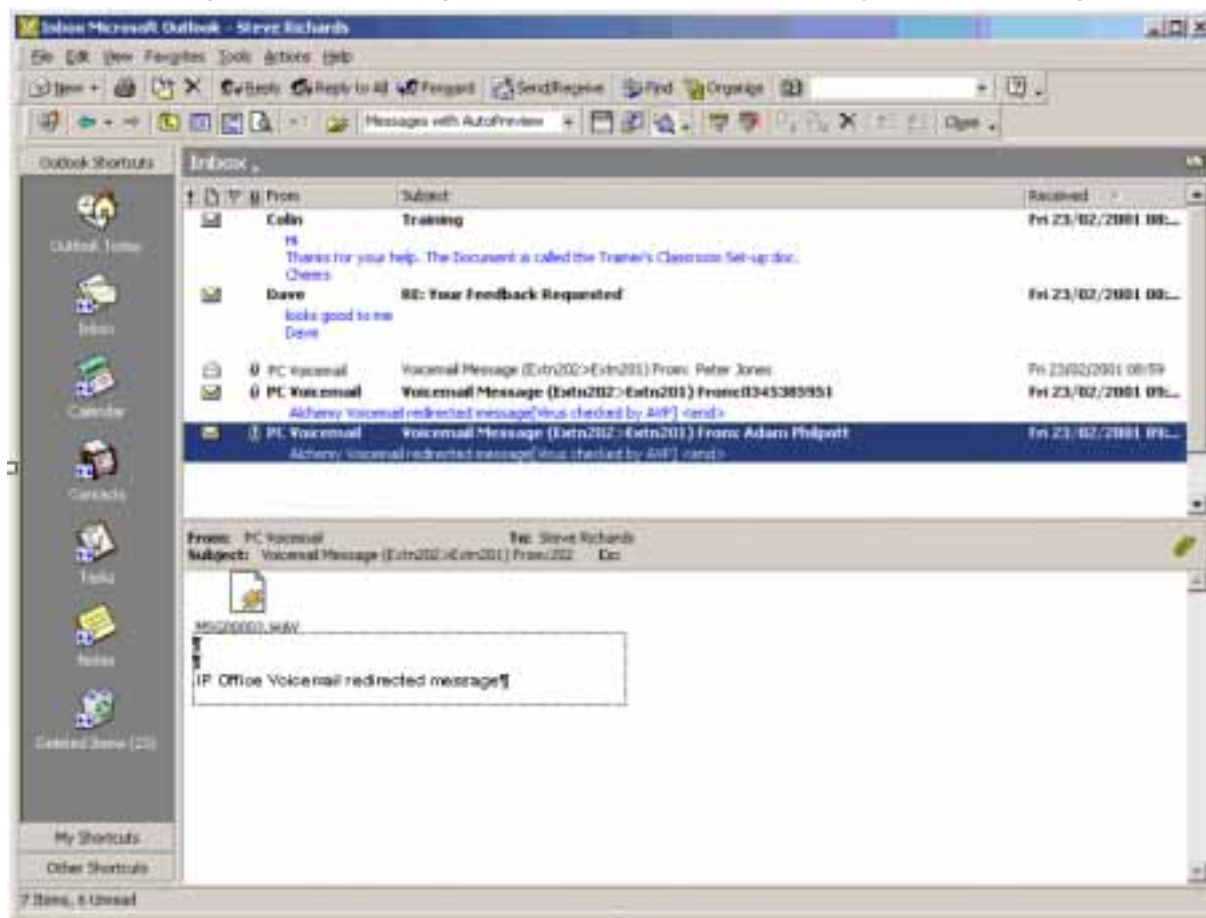 Inbox Microsoft Outlook - Steve Richards
File Edit View Favorites Tools Actions Help
New Reply Reply to All Forward Send/Receive Find Organize
Messages with AutoPreview Open
Outlook Shortcuts
Inbox
From Subject Received
Colin Training Fri 23/02/2001 08:...
Hi
Thanks for your help. The Document is called the Trainer's Classroom Set-up doc.
Cheers
Dave RE: Your Feedback Requested Fri 23/02/2001 08:...
looks good to me
Dave
PC Voicemail Voicemail Message (Extn202>Extn201) From: Peter Jones Fri 23/02/2001 08:59
PC Voicemail Voicemail Message (Extn202>Extn201) From:0345385951 Fri 23/02/2001 09:...
Alchemy Voicemail redirected message[Virus checked by AVP] <end>
PC Voicemail Voicemail Message (Extn202>Extn201) From: Adam Philpott Fri 23/02/2001 09:...
Alchemy Voicemail redirected message[Virus checked by AVP] <end>
From: PC Voicemail To: Steve Richards
Subject: Voicemail Message (Extn202>Extn201) From:202 Cc:
MSG00003.WAV
¶
¶
IP Office Voicemail redirected message¶
Outlook Today
Inbox
Calendar
Contacts
Tasks
Notes
Deleted Items (23)
My Shortcuts
Other Shortcuts
7 Items, 6 Unread